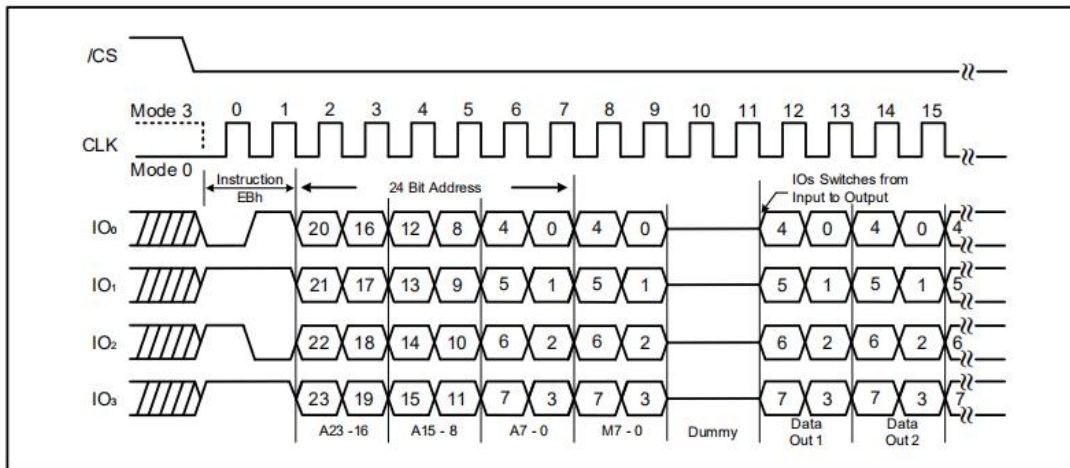 /CS
Mode 3 0 1 2 3 4 5 6 7 8 9 10 11 12 13 14 15
CLK
Mode 0
Instruction 24 Bit Address IOs Switches from
EBh Input to Output
IO₀ 20 16 12 8 4 0 4 0 4 0 4 0 4
IO₁ 21 17 13 9 5 1 5 1 5 1 5 1 5
IO₂ 22 18 14 10 6 2 6 2 6 2 6 2 6
IO₃ 23 19 15 11 7 3 7 3 7 3 7 3 7
A23 - 16 A15 - 8 A7 - 0 M7 - 0 Dummy Data Data
Out 1 Out 2